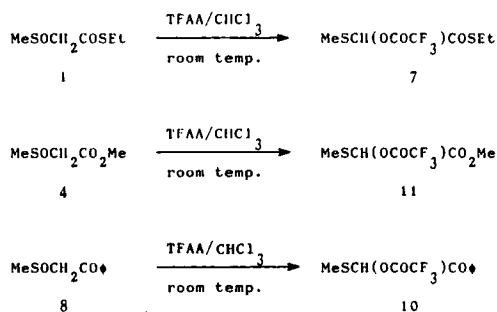 TFAA/CHCl3
MeSOCH2COSEt → MeSCH(OCOCF3)COSEt
room temp.
1 7
TFAA/CHCl3
MeSOCH2CO2Me → MeSCH(OCOCF3)CO2Me
room temp.
4 11
TFAA/CHCl3
MeSOCH2COϕ → MeSCH(OCOCF3)COϕ
room temp.
8 10